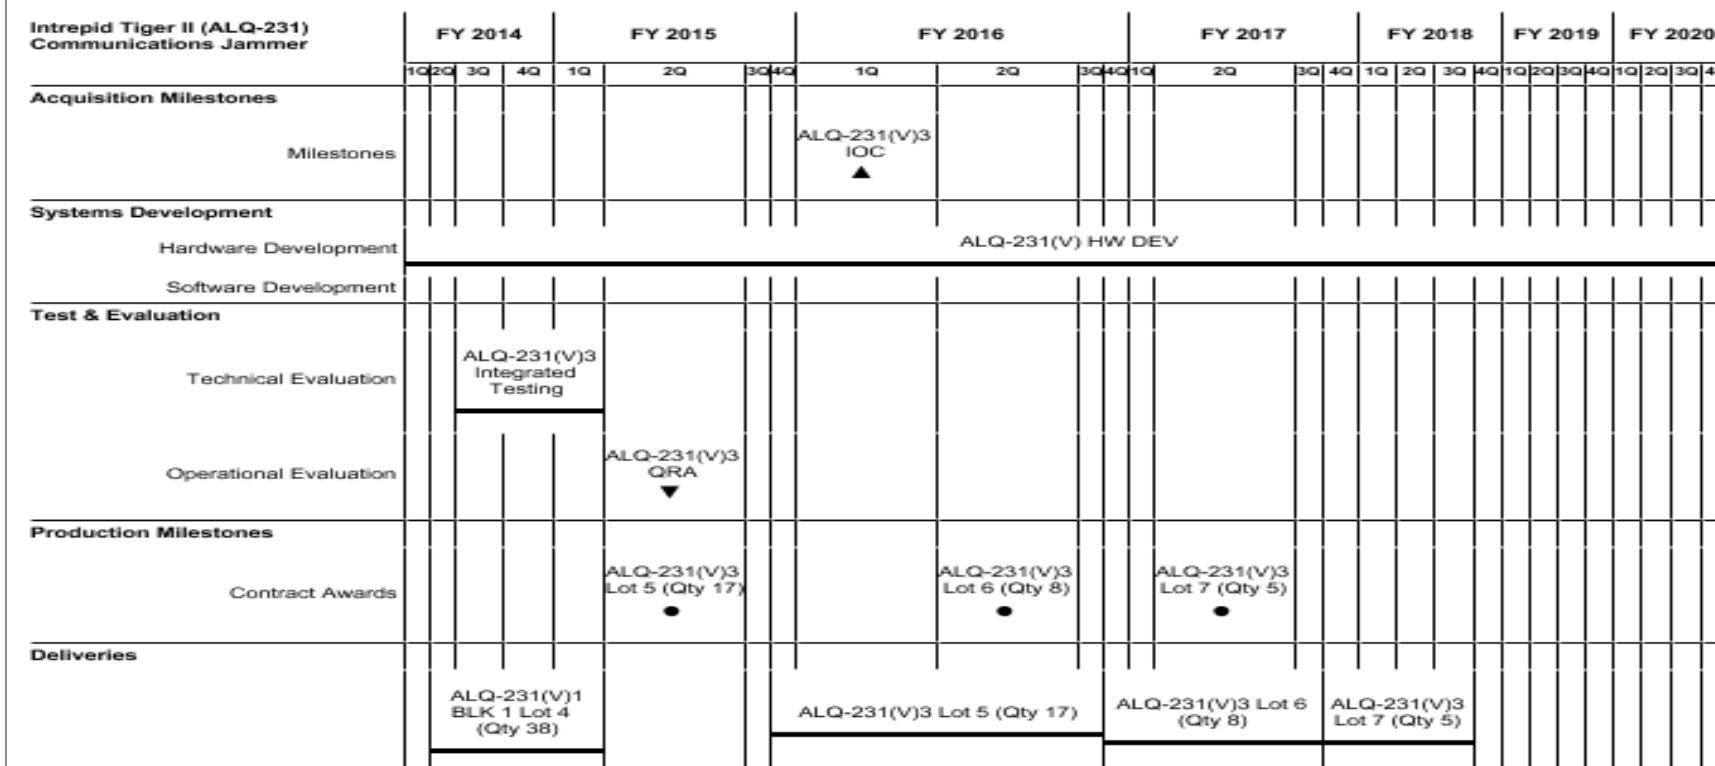 Intrepid Tiger II (ALQ-231)
Communications Jammer
FY 2014 FY 2015 FY 2016 FY 2017 FY 2018 FY 2019 FY 2020
1Q 2Q 3Q 4Q 1Q 2Q 3Q 4Q 1Q 2Q 3Q 4Q 1Q 2Q 3Q 4Q 1Q 2Q 3Q 4Q 1Q 2Q 3Q 4Q 1Q 2Q 3Q 4
Acquisition Milestones
Milestones
ALQ-231(V)3
IOC
Systems Development
Hardware Development
ALQ-231(V) HW DEV
Software Development
Test & Evaluation
Technical Evaluation
ALQ-231(V)3
Integrated
Testing
Operational Evaluation
ALQ-231(V)3
QRA
Production Milestones
Contract Awards
ALQ-231(V)3
Lot 5 (Qty 17)
ALQ-231(V)3
Lot 6 (Qty 8)
ALQ-231(V)3
Lot 7 (Qty 5)
Deliveries
ALQ-231(V)1
BLK 1 Lot 4
(Qty 38)
ALQ-231(V)3 Lot 5 (Qty 17)
ALQ-231(V)3 Lot 6
(Qty 8)
ALQ-231(V)3
Lot 7 (Qty 5)